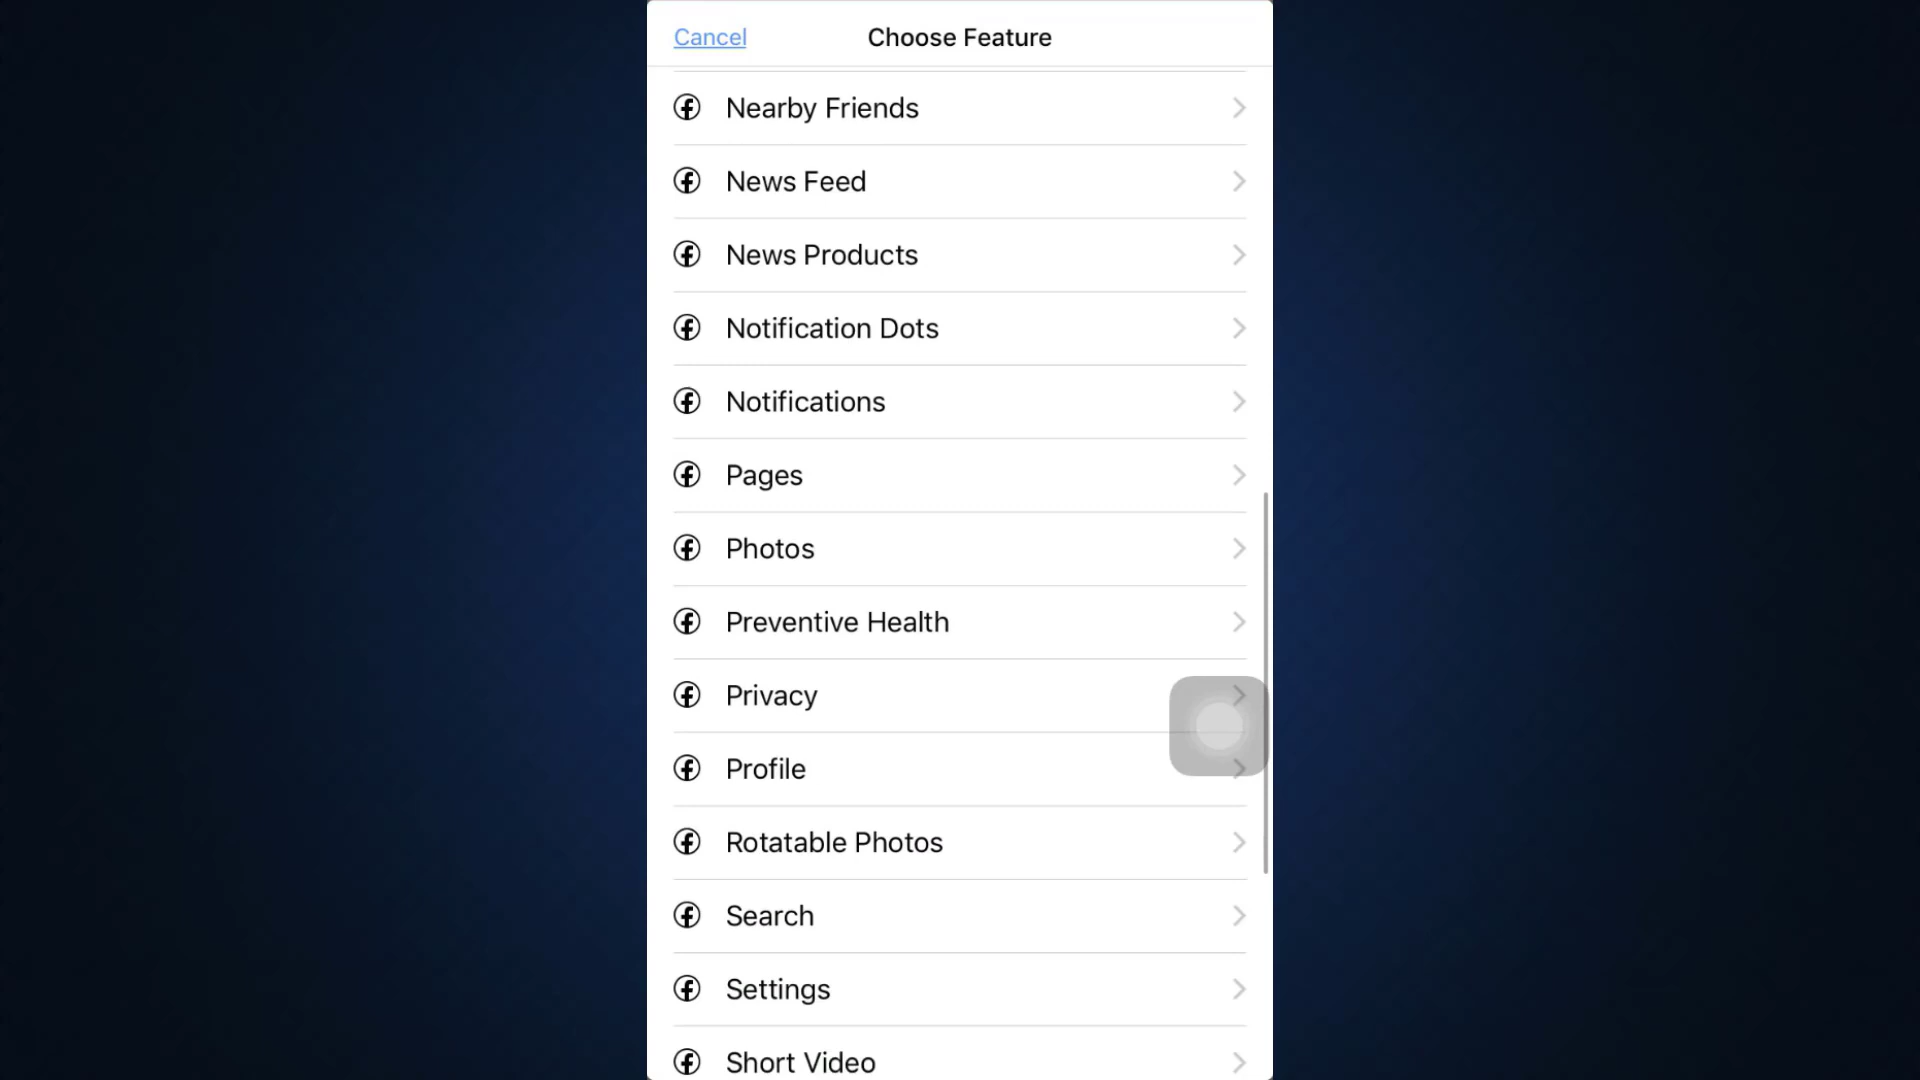 Cancel
Choose Feature
Nearby Friends
News Feed
News Products
Notification Dots
Notifications
Pages
Photos
Preventive Health
Privacy
Profile
Rotatable Photos
Search
Settings
Short Video